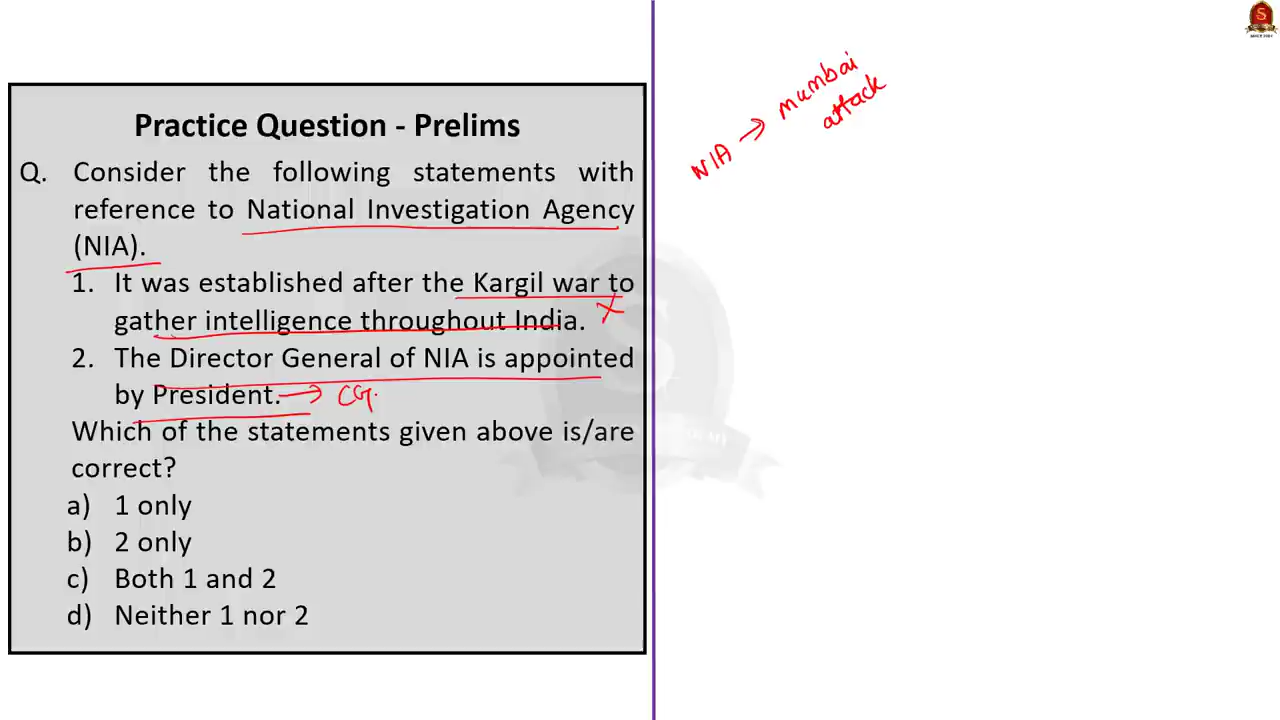 Practice Question - Prelims
Q. Consider the following statements with
reference to National Investigation Agency
(NIA).
1. It was established after the Kargil war to
gather intelligence throughout India. X
2. The Director General of NIA is appointed
by President. → CG.
Which of the statements given above is/are
correct?
a) 1 only
b) 2 only
c) Both 1 and 2
d) Neither 1 nor 2
NIA → Mumbai
attack